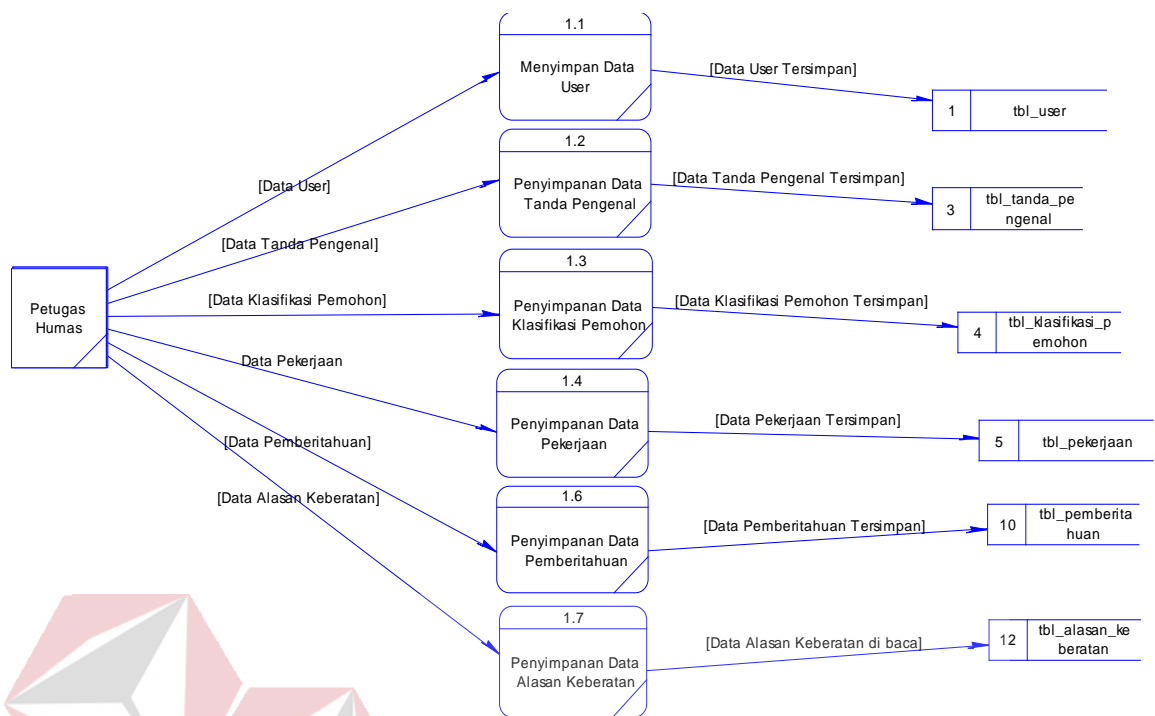 1.1
Menyimpan Data
User
[Data User Tersimpan]
1
tbl_user
1.2
Penyimpanan Data
Tanda Pengenal
[Data Tanda Pengenal Tersimpan]
3
tbl_tanda_pe
ngenal
[Data User]
[Data Tanda Pengenal]
1.3
Penyimpanan Data
Klasifikasi Pemohon
[Data Klasifikasi Pemohon]
[Data Klasifikasi Pemohon Tersimpan]
4
tbl_klasifikasi_p
emohon
Petugas
Humas
Data Pekerjaan
1.4
Penyimpanan Data
Pekerjaan
[Data Pekerjaan Tersimpan]
5
tbl_pekerjaan
[Data Pemberitahuan]
[Data Alasan Keberatan]
1.6
Penyimpanan Data
Pemberitahuan
[Data Pemberitahuan Tersimpan]
10
tbl_pemberita
huan
1.7
Penyimpanan Data
Alasan Keberatan
[Data Alasan Keberatan di baca]
12
tbl_alasan_ke
beratan